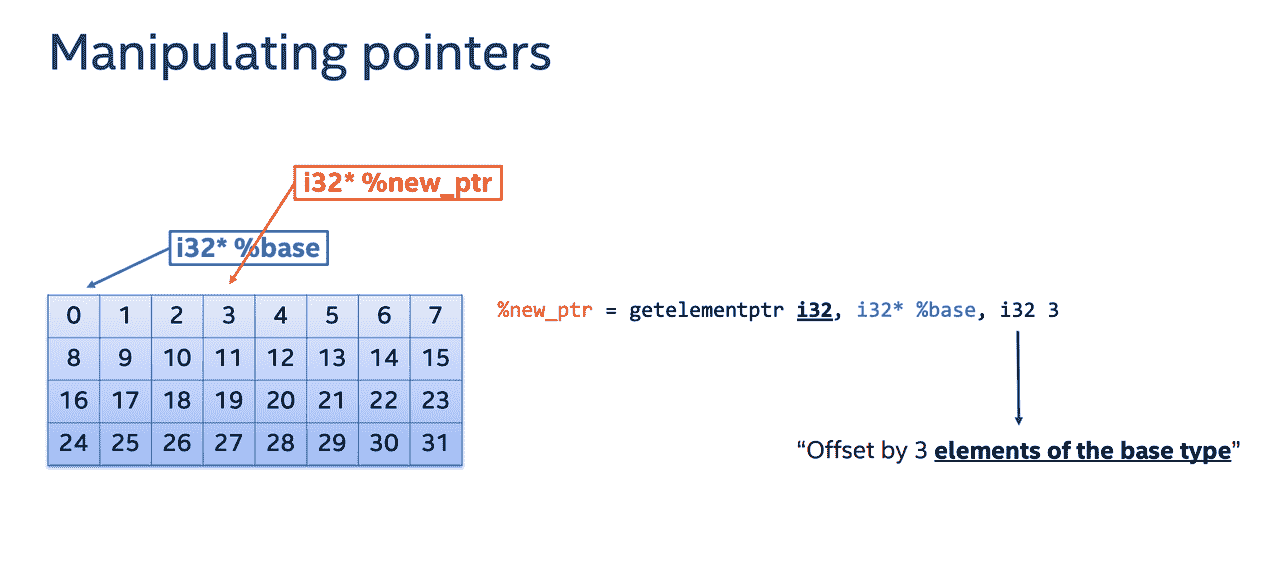 Manipulating pointers
i32* %new_ptr
i32* %base
0 1 2 3 4 5 6 7
8 9 10 11 12 13 14 15
16 17 18 19 20 21 22 23
24 25 26 27 28 29 30 31
%new_ptr = getelementptr i32, i32* %base, i32 3
“Offset by 3 elements of the base type”